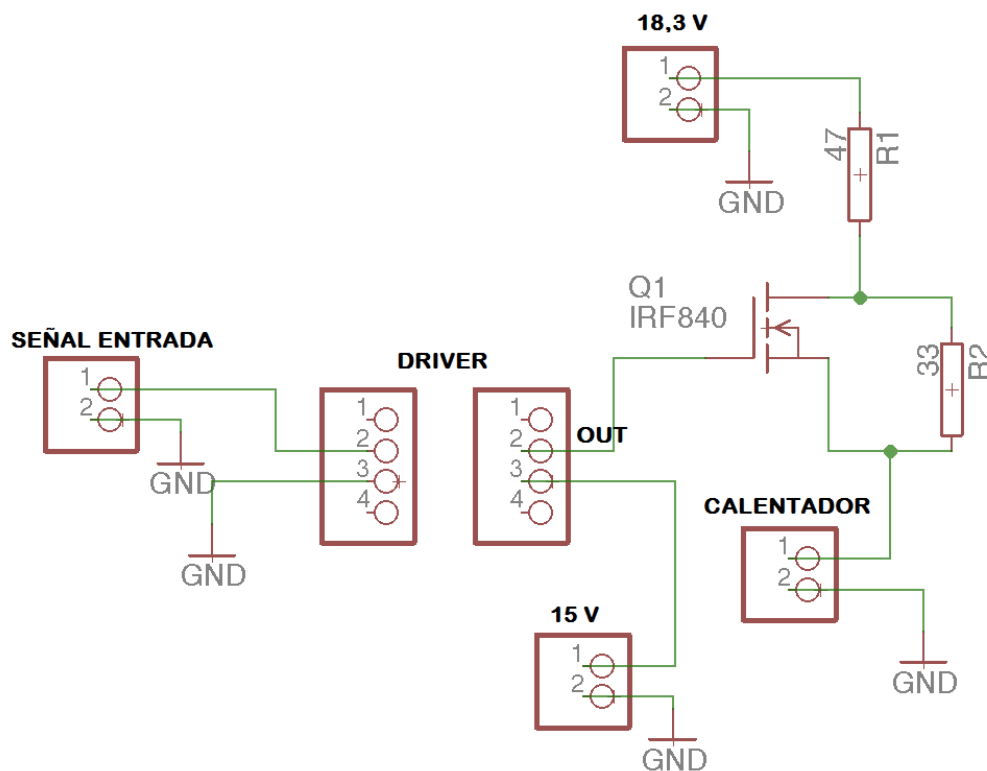 18,3 V
1
2
GND
47
R1
Q1
IRF840
33
R2
SEÑAL ENTRADA
1
2
GND
GND
DRIVER
1
2
3
4
1
2
3
4
OUT
CALENTADOR
1
2
GND
15 V
1
2
GND